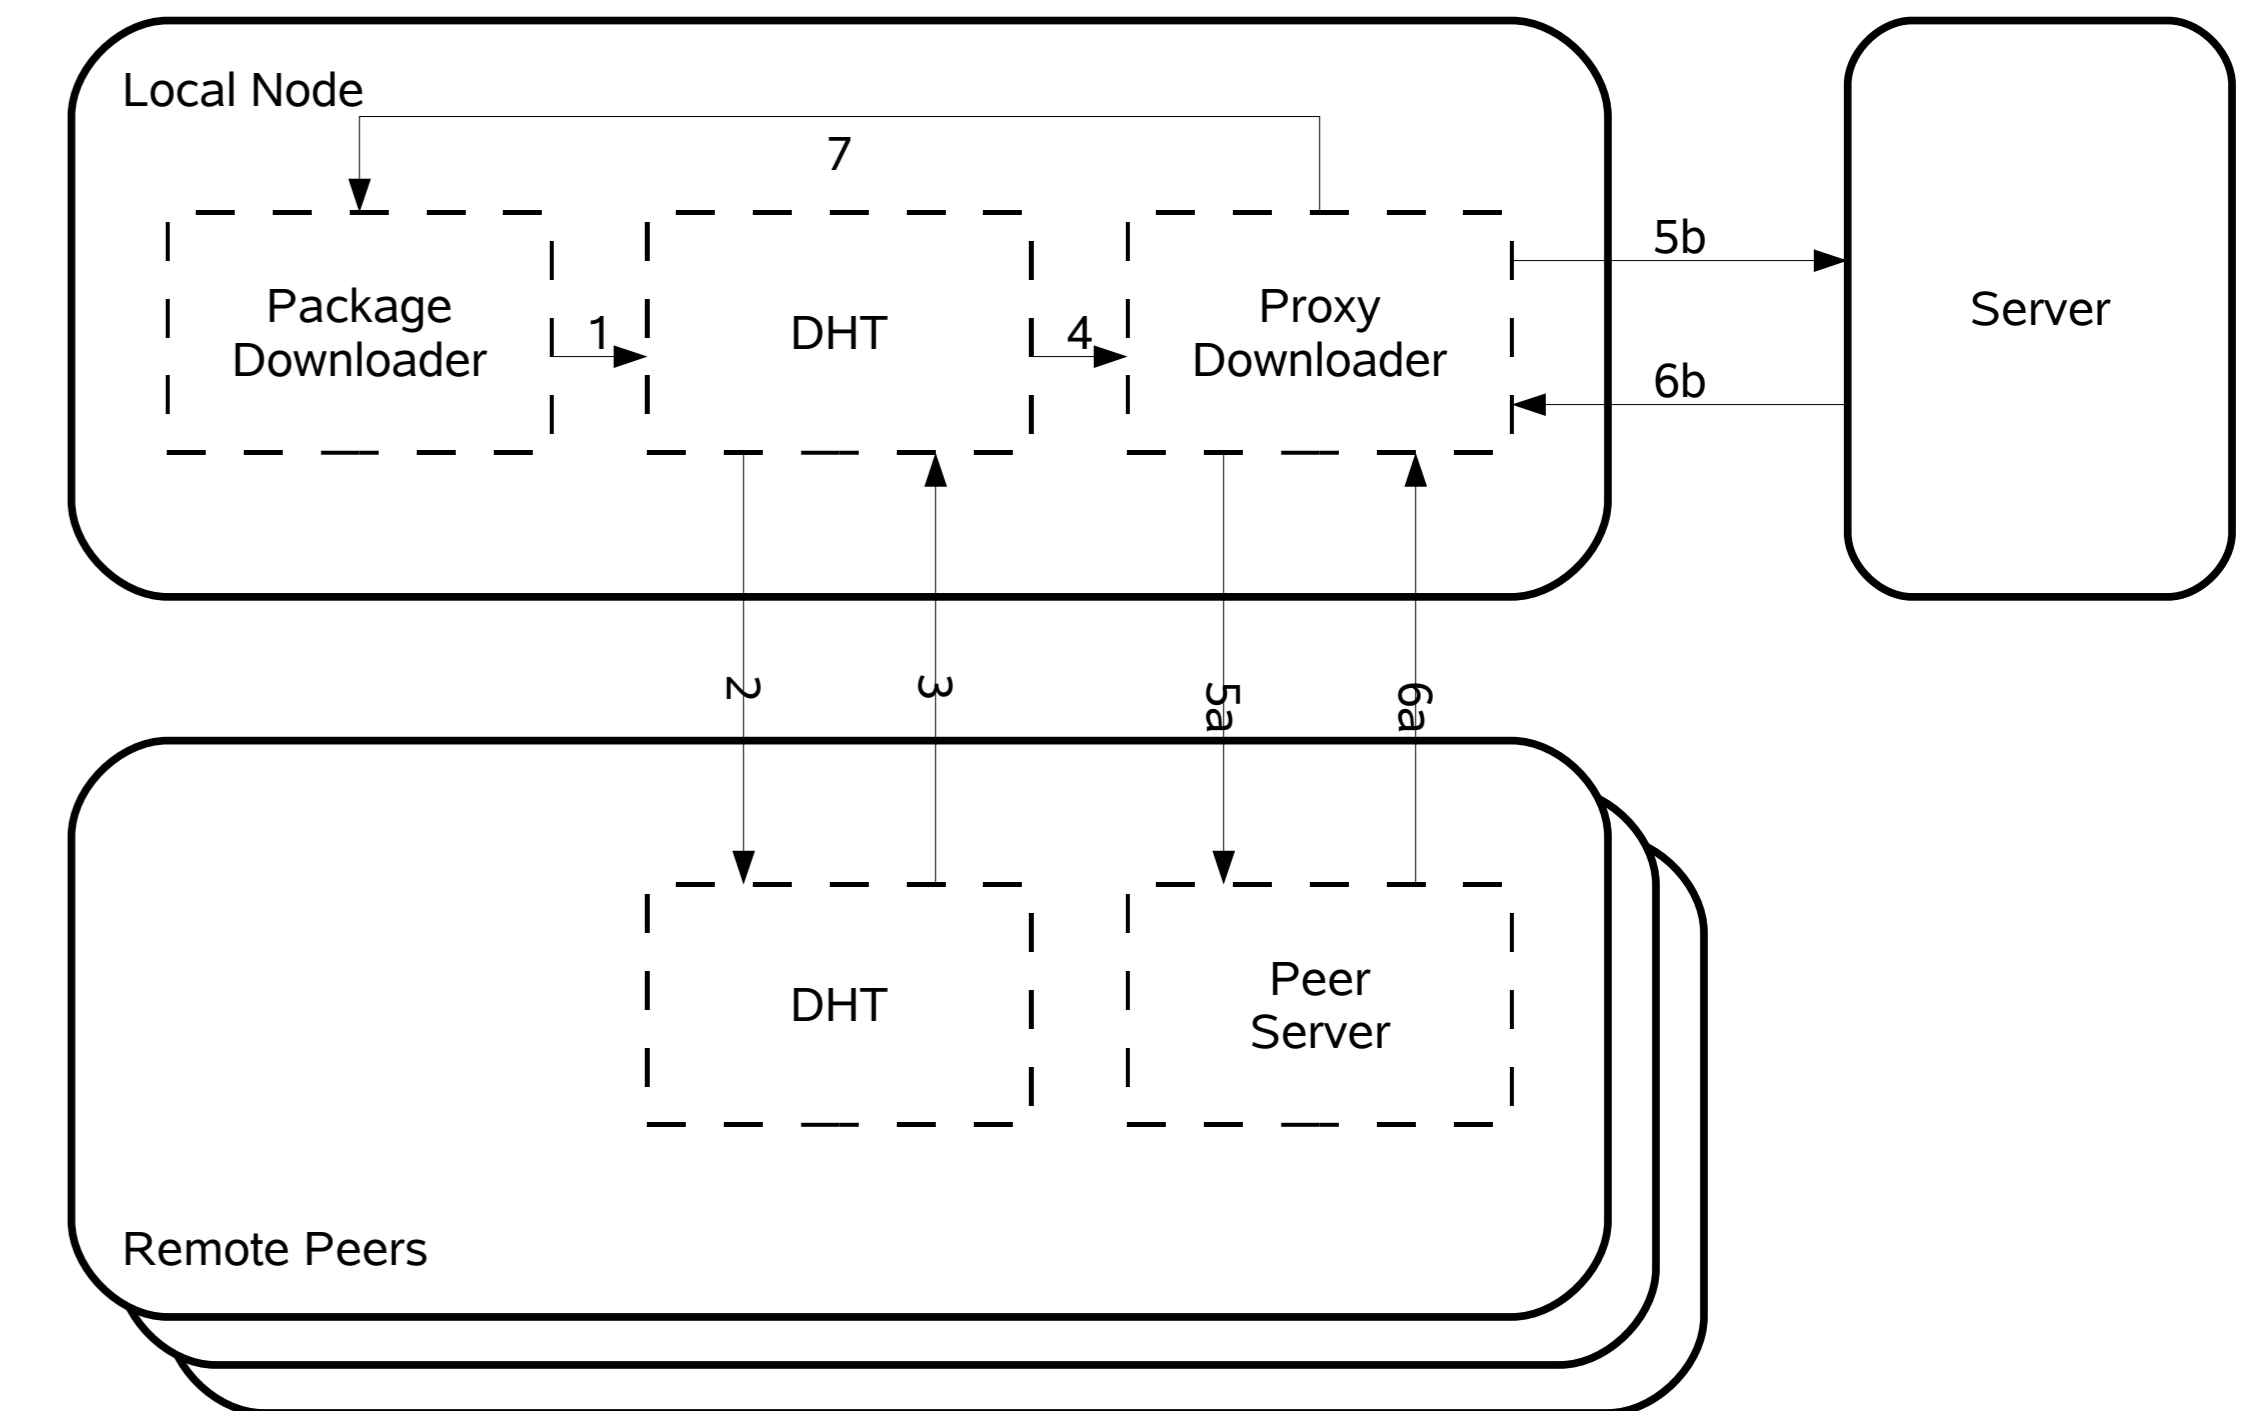 Local Node
7
Package
Downloader
1
DHT
4
Proxy
Downloader
5b
6b
Server
2
3
5a
6a
DHT
Peer
Server
Remote Peers